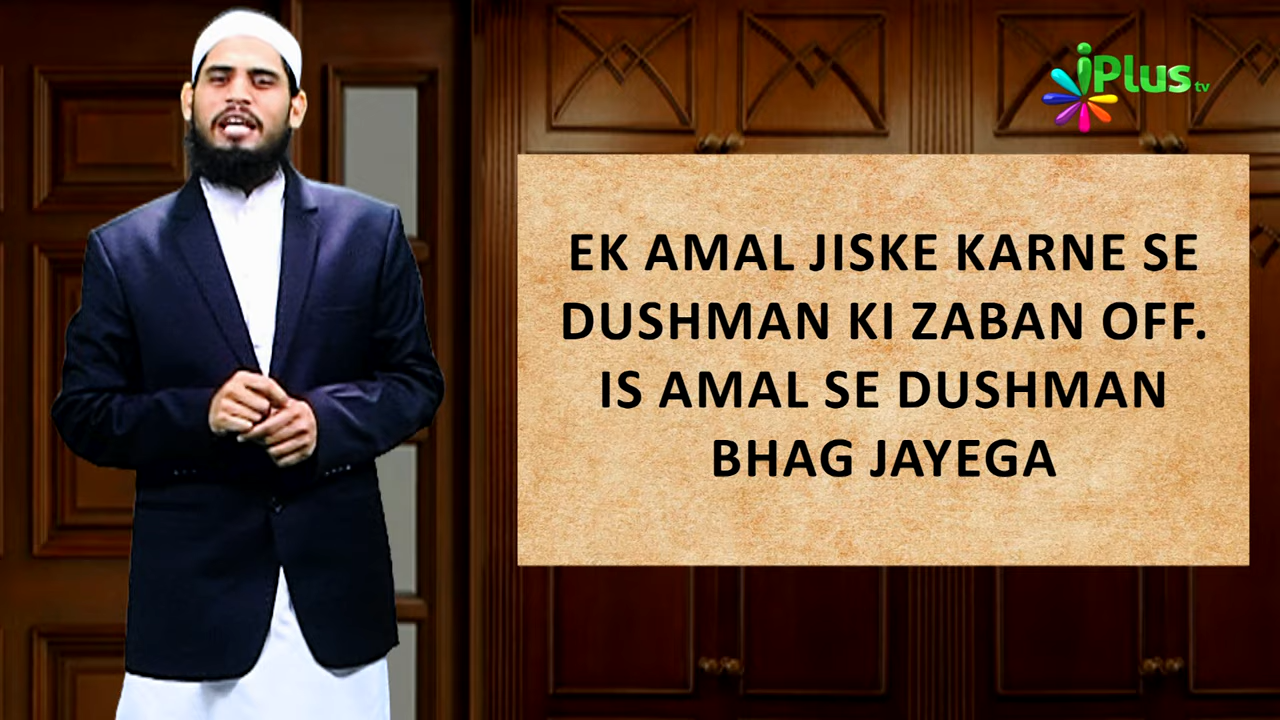 iPlus tv
EK AMAL JISKE KARNE SE
DUSHMAN KI ZABAN OFF.
IS AMAL SE DUSHMAN
BHAG JAYEGA